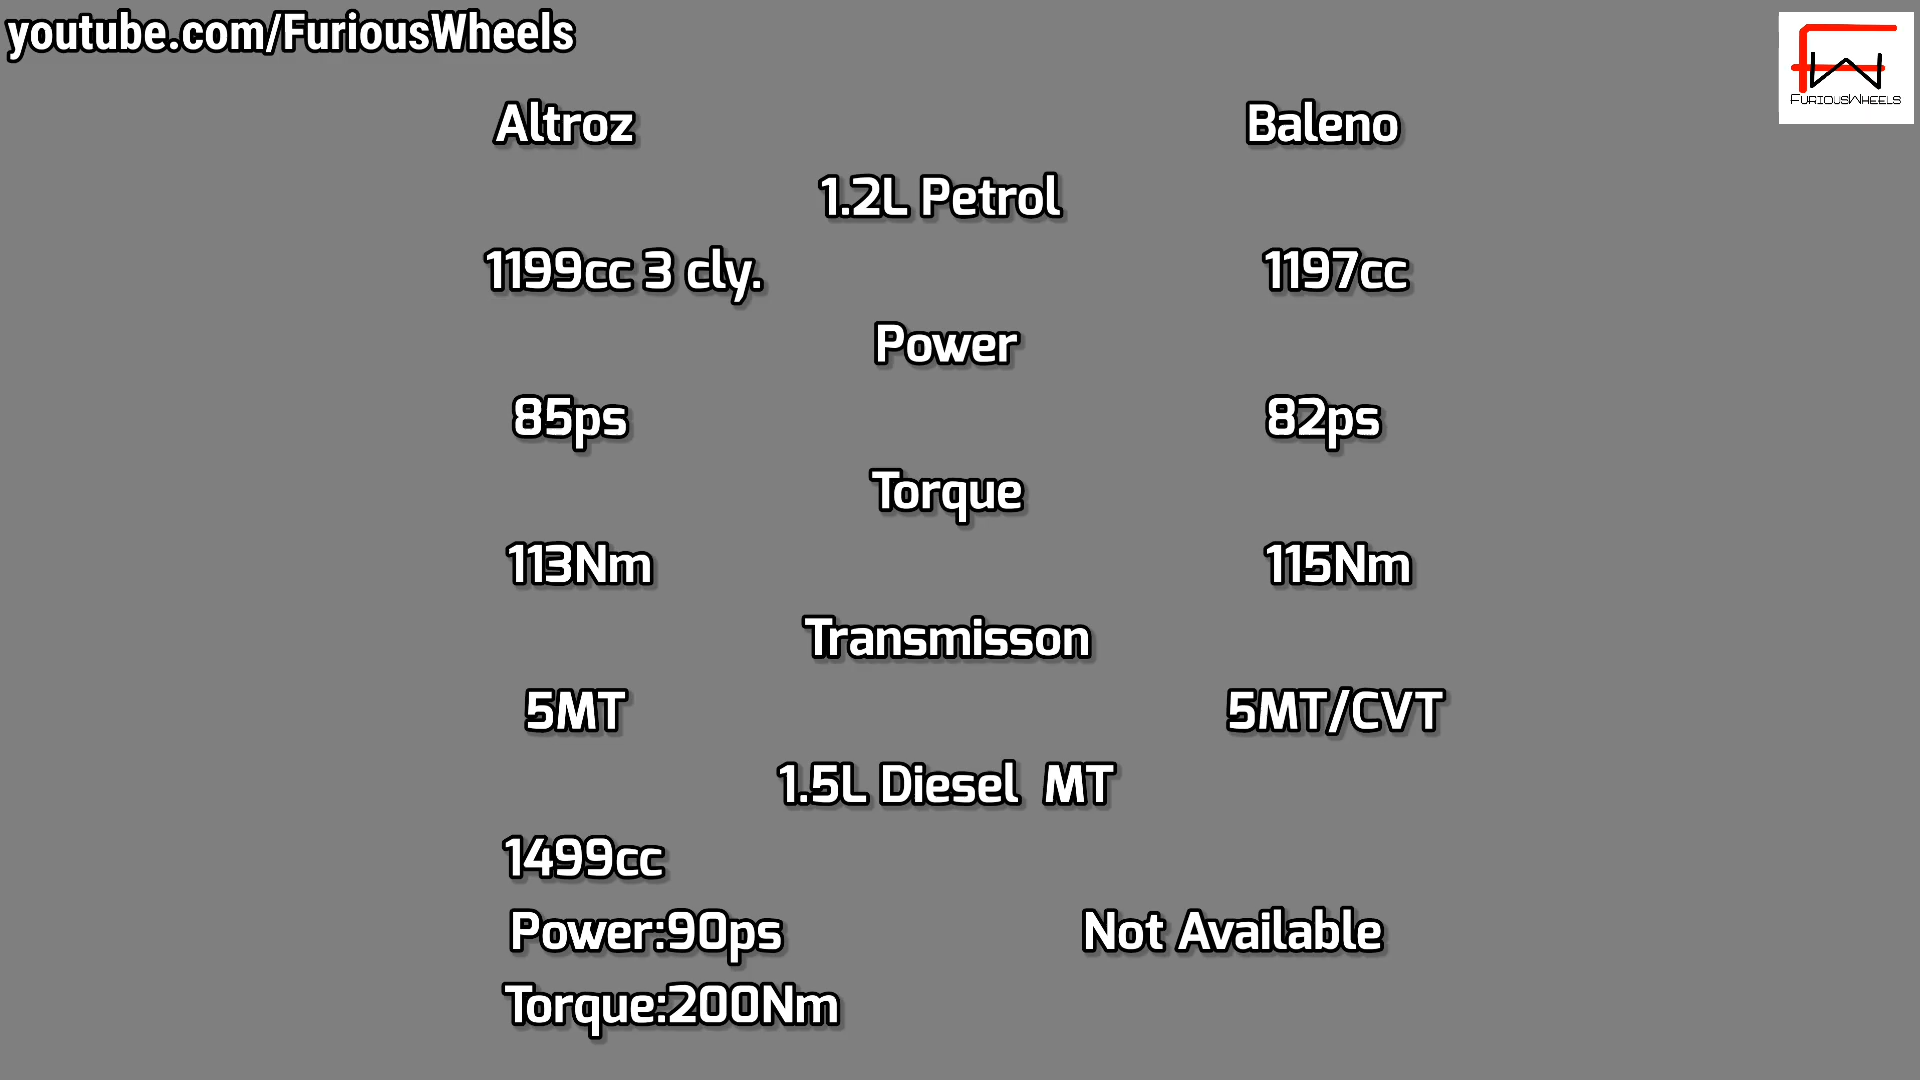 youtube.com/FuriousWheels
FW
FuriousWheels
Altroz Baleno
1.2L Petrol
1199cc 3 cly. 1197cc
Power
85ps 82ps
Torque
113Nm 115Nm
Transmisson
5MT 5MT/CVT
1.5L Diesel MT
1499cc
Power:90ps Not Available
Torque:200Nm